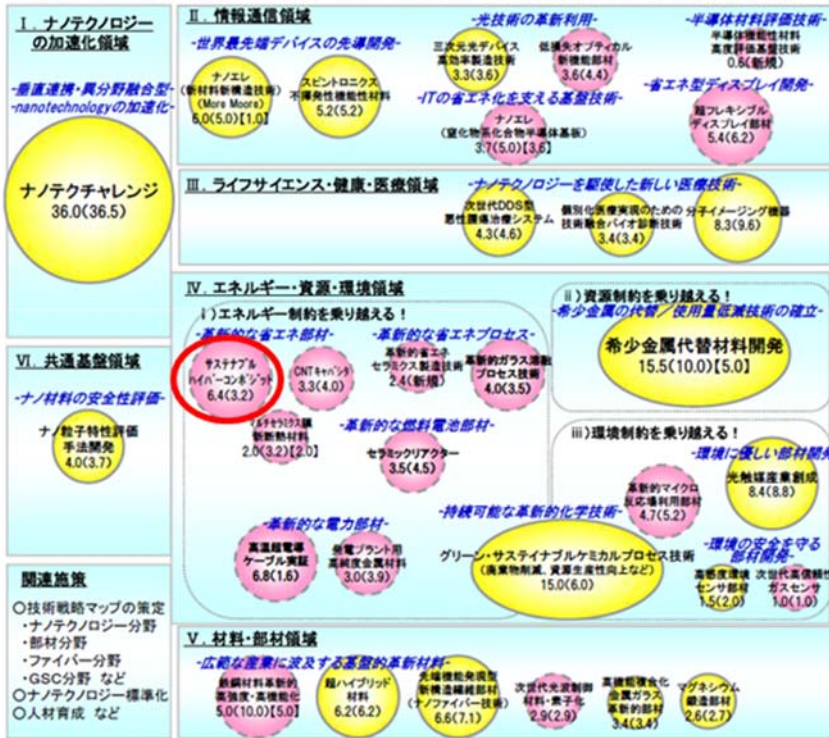 Ⅰ. ナノテクノロジー
の加速化領域
-垂直連携・異分野融合型-
-nanotechnologyの加速化-
ナノテクチャレンジ
36.0(36.5)
Ⅵ. 共通基盤領域
-ナノ材料の安全性評価-
ナノ粒子特性評価
手法開発
4.0(3.7)
関連施策
○技術戦略マップの策定
・ナノテクノロジー分野
・部材分野
・ファイバー分野
・GSC分野 など
○ナノテクノロジー標準化
○人材育成 など
Ⅱ. 情報通信領域
-世界最先端デバイスの先導開発-
ナノエレ
(新材料新構造技術)
(More Moore)
5.0(5.0)【1.0】
スピントロニクス
不揮発性機能性材料
5.2(5.2)
-光技術の革新利用-
三次元光デバイス
高効率製造技術
3.3(3.6)
低損失オプティカル
新機能部材
3.6(4.4)
-ITの省エネ化を支える基盤技術-
ナノエレ
(窒化物系化合物半導体基板)
3.7(5.0)【3.6】
-半導体材料評価技術-
半導体機能性材料
高度評価基盤技術
0.6(新規)
-省エネ型ディスプレイ開発-
超フレキシブル
ディスプレイ部材
5.4(6.2)
Ⅲ. ライフサイエンス・健康・医療領域
-ナノテクノロジーを駆使した新しい医療技術-
次世代DDS型
悪性腫瘍治療システム
4.3(4.6)
個別化医療実現のための
技術融合バイオ診断技術
3.4(3.4)
分子イメージング機器
8.3(9.6)
Ⅳ. エネルギー・資源・環境領域
ⅰ)エネルギー制約を乗り越える!
-革新的な省エネ部材-
サステナブル
ハイパーコンポジット
6.4(3.2)
CNTキャパシタ
3.3(4.0)
マルチセラミックス膜
新断熱材料
2.0(3.2)【2.0】
-革新的な省エネプロセス-
革新的省エネ
セラミックス製造技術
2.4(新規)
革新的ガラス溶融
プロセス技術
4.0(3.5)
-革新的な燃料電池部材-
セラミックリアクター
3.5(4.5)
-革新的な電力部材-
高温超電導
ケーブル実証
6.8(1.6)
発電プラント用
高純度金属材料
3.0(3.9)
ⅱ)資源制約を乗り越える!
-希少金属の代替/使用量低減技術の確立-
希少金属代替材料開発
15.5(10.0)【5.0】
ⅲ)環境制約を乗り越える!
-環境に優しい部材開発-
革新的マイクロ
反応場利用部材
4.7(5.2)
光触媒産業創成
8.4(8.8)
-持続可能な革新的化学技術-
グリーン・サステイナブルケミカルプロセス技術
(廃棄物削減、資源生産性向上など)
15.0(6.0)
-環境の安全を守る
部材開発-
高感度環境
センサ部材
1.5(2.0)
次世代高信頼性
ガスセンサ
1.0(1.0)
Ⅴ. 材料・部材領域
-広範な産業に波及する基盤的革新材料-
鉄鋼材料革新的
高強度・高機能化
5.0(10.0)【5.0】
超ハイブリッド
材料
6.2(6.2)
先端機能発現型
新構造繊維部材
(ナノファイバー技術)
6.6(7.1)
次世代光波制御
材料・素子化
2.9(2.9)
高機能複合化
金属ガラス
革新的部材
3.4(3.4)
マグネシウム
鍛造部材
2.6(2.7)